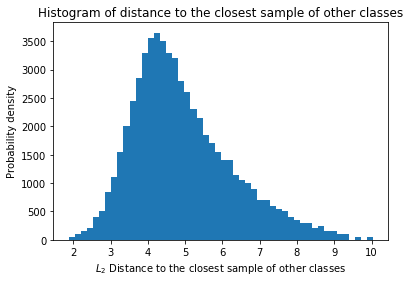 Histogram of distance to the closest sample of other classes
3500
3000
2500
2000
1500
1000
500
0
Probability density
2 3 4 5 6 7 8 9 10
L₂ Distance to the closest sample of other classes